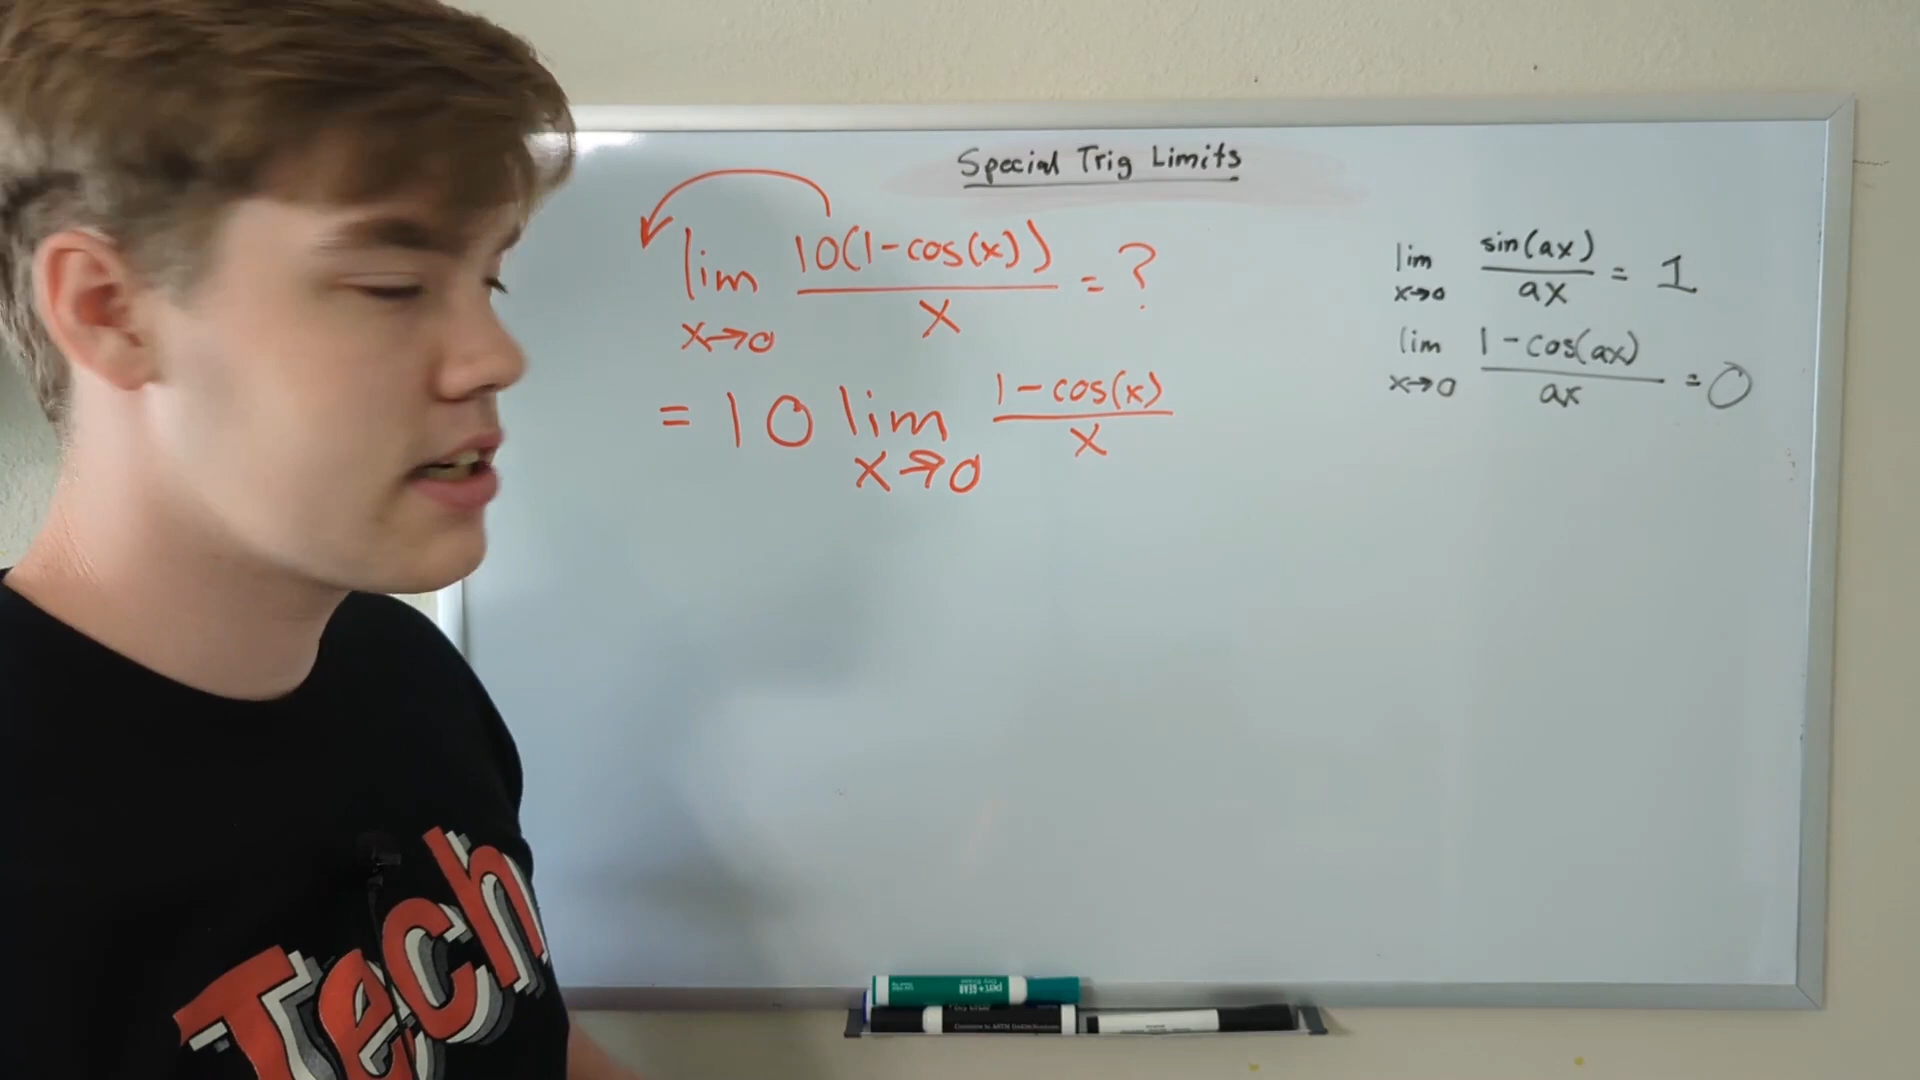 Special Trig Limits
lim x→0 10(1-cos(x)) / x = ?
= 10 lim x→0 1-cos(x) / x
lim x→0 sin(ax) / ax = 1
lim x→0 1-cos(ax) / ax = 0
Tech